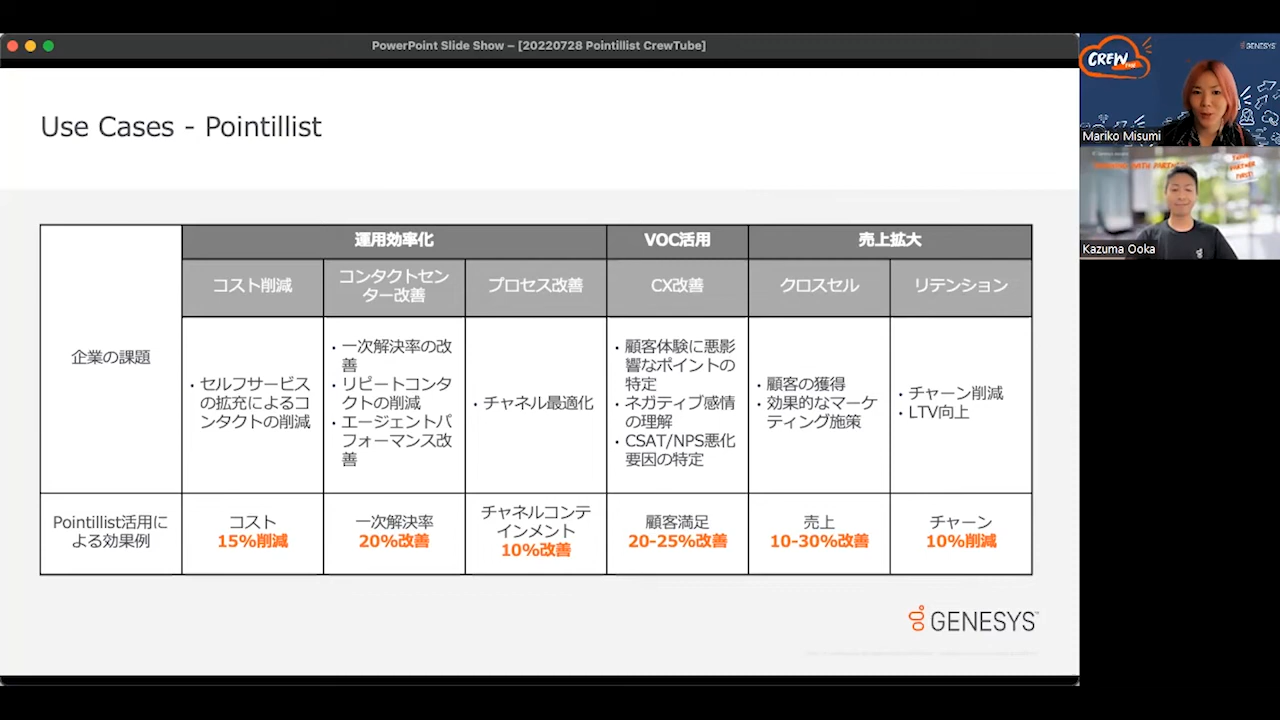 PowerPoint Slide Show – [20220728 Pointillist CrewTube]
Use Cases - Pointillist
運用効率化
VOC活用
売上拡大
コスト削減
コンタクトセン
ター改善
プロセス改善
CX改善
クロスセル
リテンション
企業の課題
・セルフサービス
の拡充によるコ
ンタクトの削減
・一次解決率の改
善
・リピートコンタ
クトの削減
・エージェントパ
フォーマンス改
善
・チャネル最適化
・顧客体験に悪影
響なポイントの
特定
・ネガティブ感情
の理解
・CSAT/NPS悪化
要因の特定
・顧客の獲得
・効果的なマーケ
ティング施策
・チャーン削減
・LTV向上
Pointillist活用に
よる効果例
コスト
15%削減
一次解決率
20%改善
チャネルコンテ
インメント
10%改善
顧客満足
20-25%改善
売上
10-30%改善
チャーン
10%削減
GENESYS
CREW
GENESYS
Mariko Misumi
Kazuma Ooka